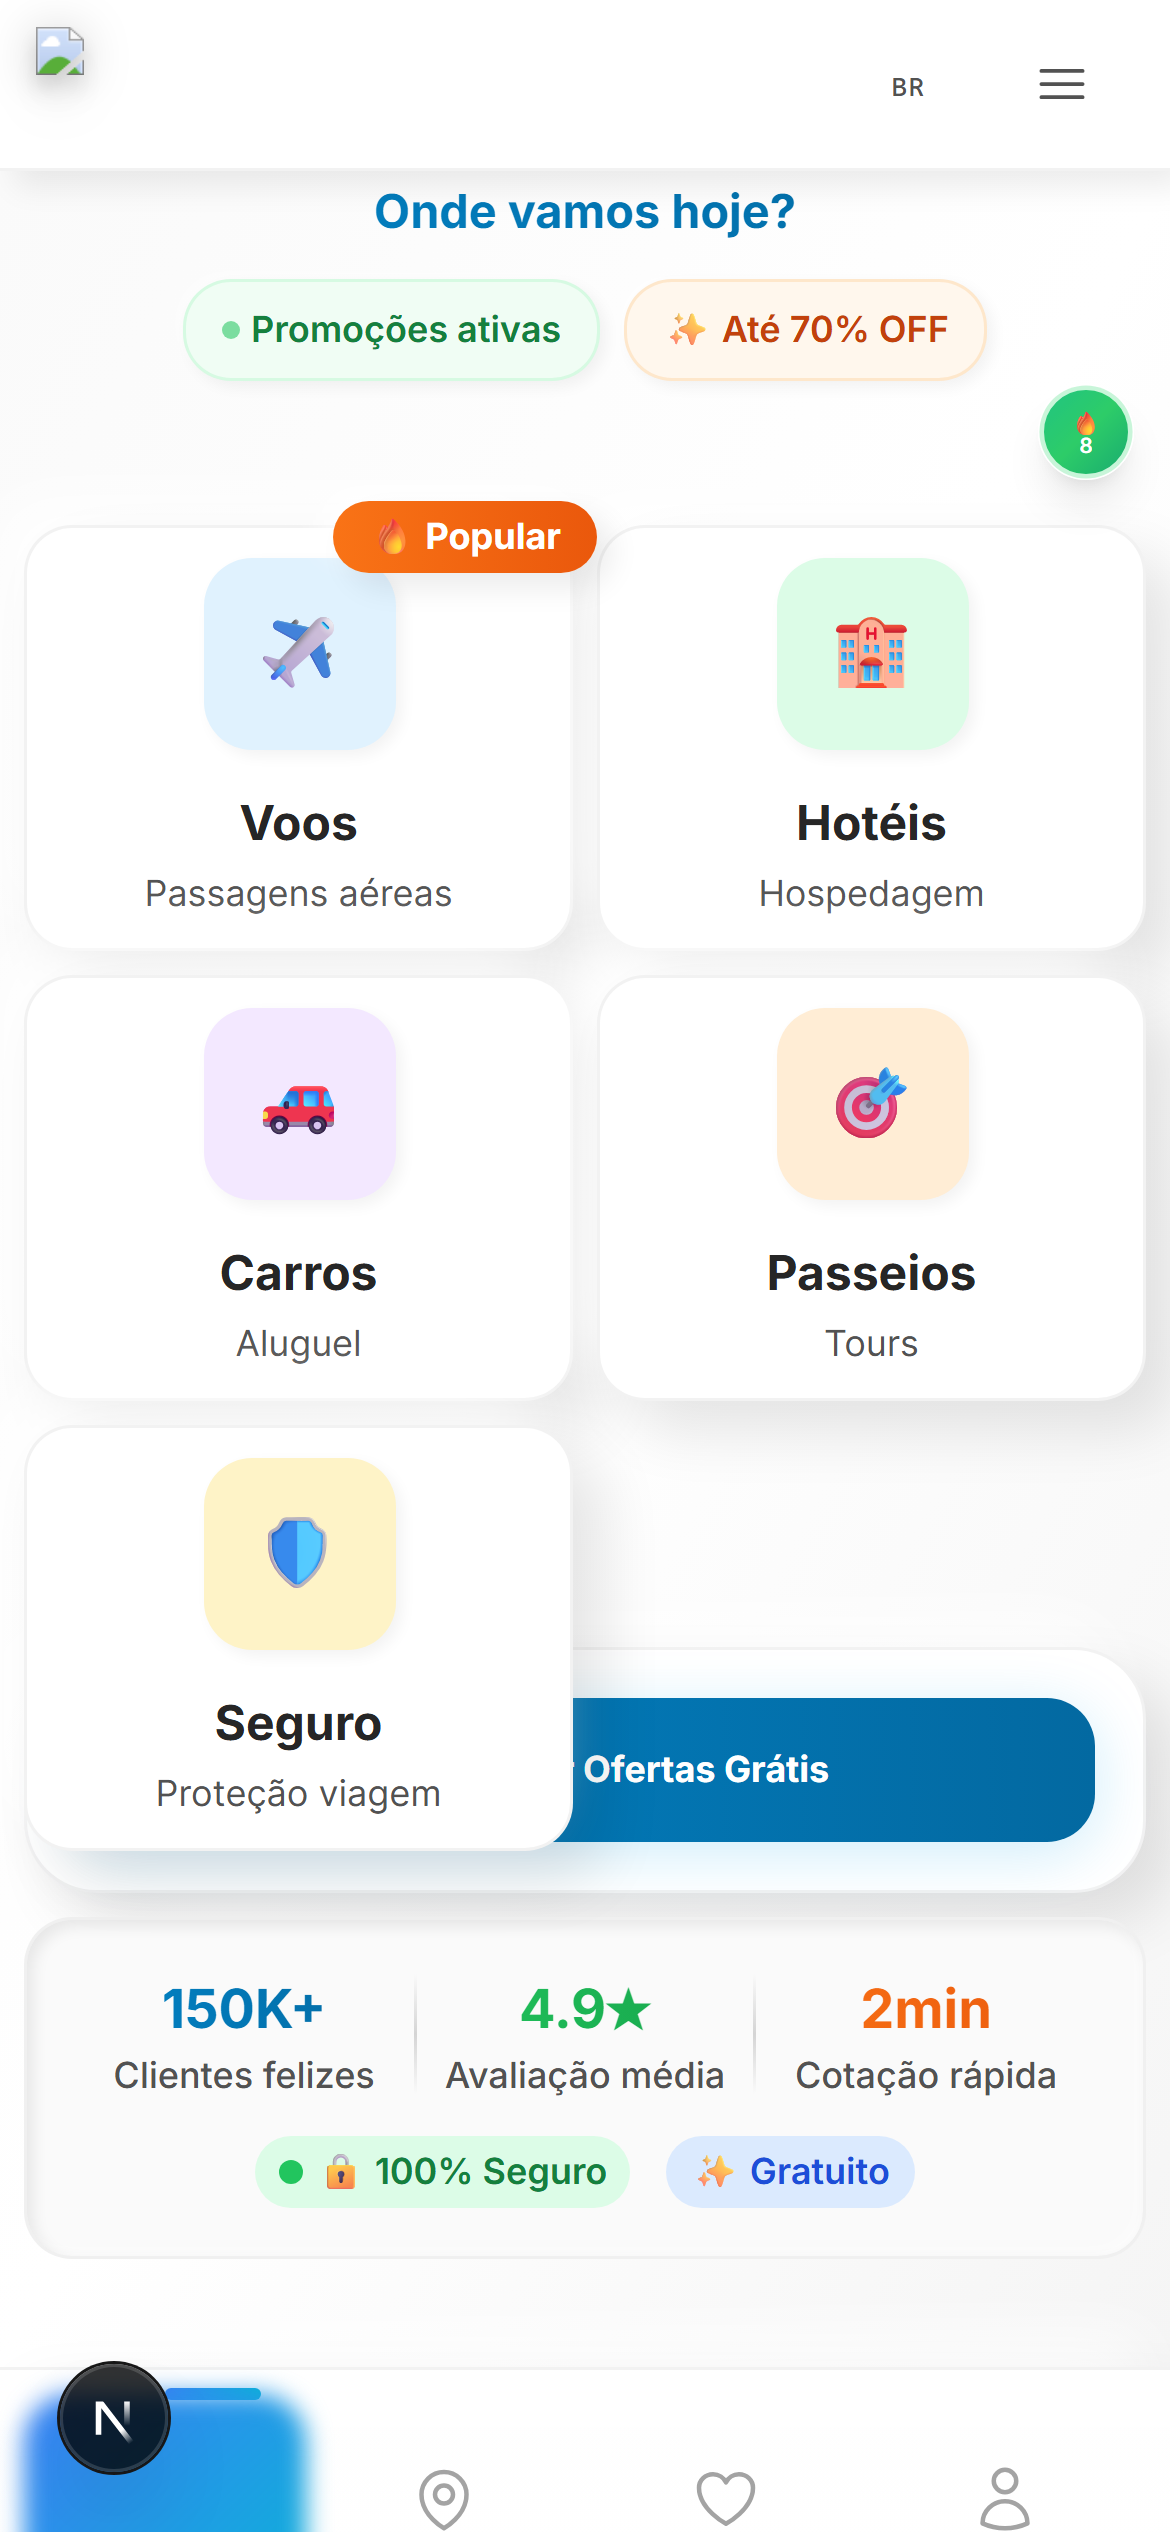 BR
Onde vamos hoje?
Promoções ativas
✨ Até 70% OFF
🔥
8
🔥 Popular
Voos
Passagens aéreas
Hotéis
Hospedagem
Carros
Aluguel
Passeios
Tours
Seguro
Proteção viagem
Ofertas Grátis
150K+
Clientes felizes
4.9★
Avaliação média
2min
Cotação rápida
🔒 100% Seguro
✨ Gratuito
N